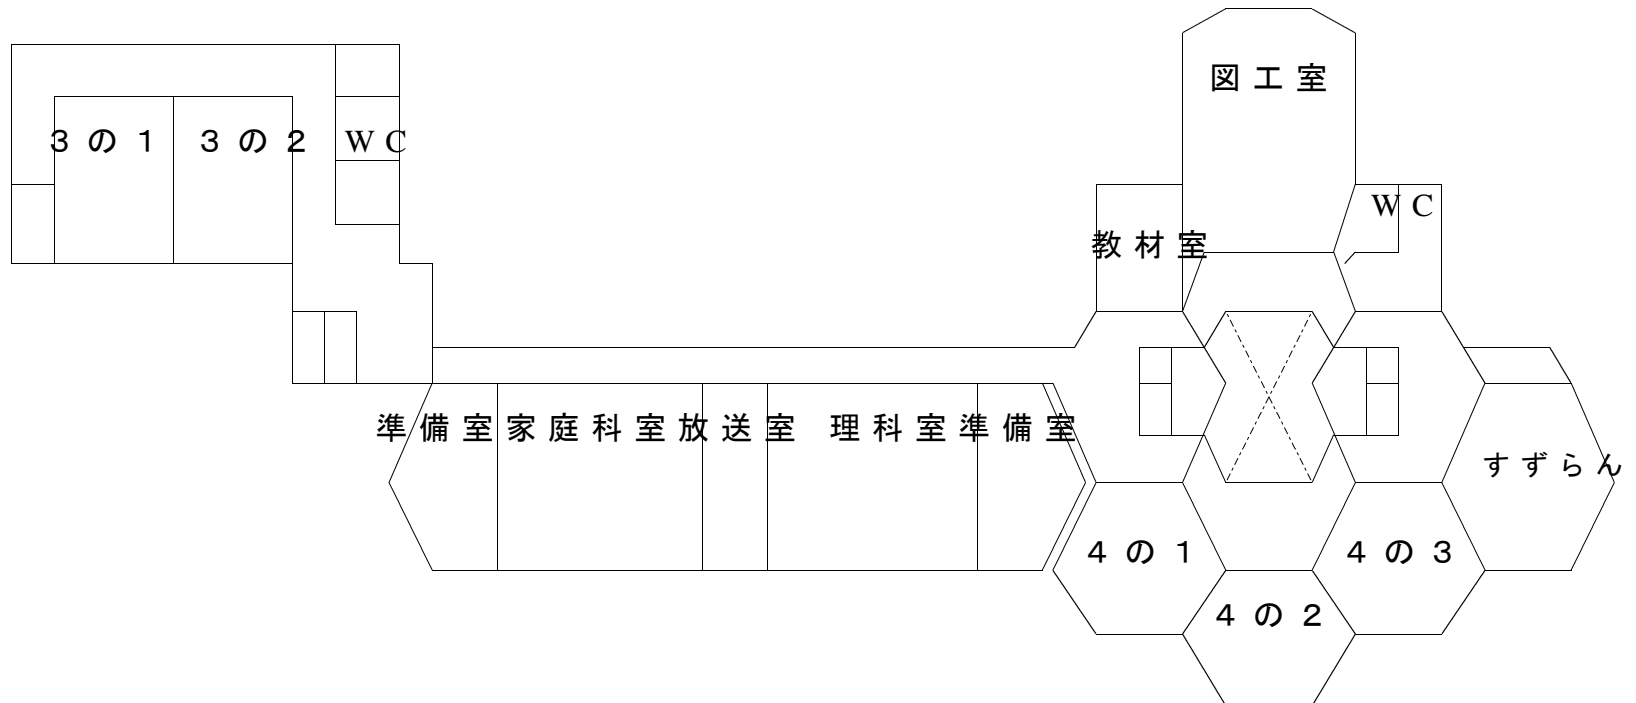 図工室
３の１ ３の２ ＷＣ
ＷＣ
教材室
準備室家庭科室放送室 理科室準備室
すずらん
４の１ ４の３
４の２